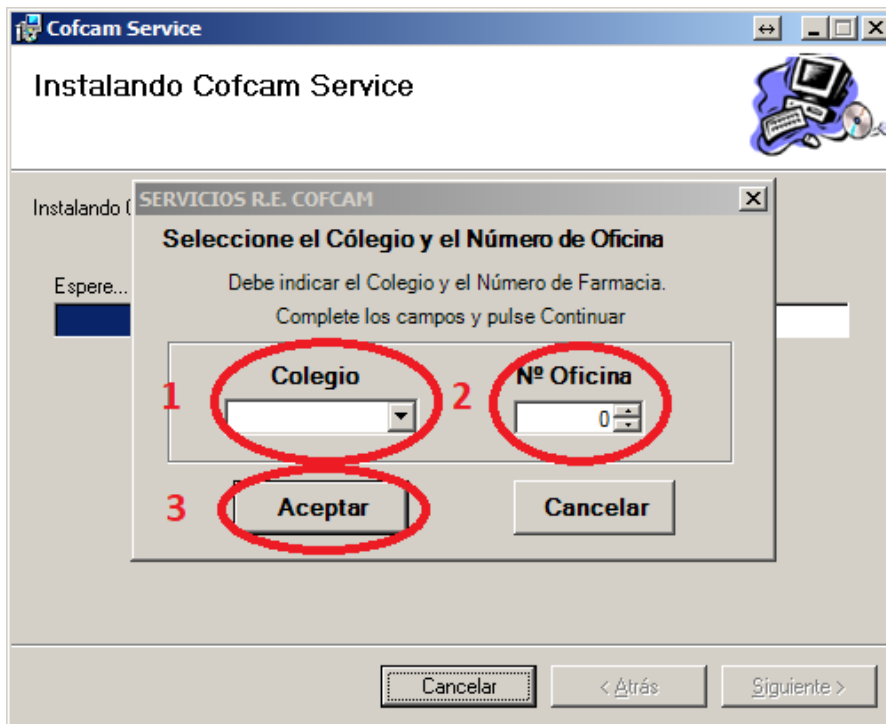 Cofcam Service
Instalando Cofcam Service
Instalando
SERVICIOS R.E. COFCAM
Seleccione el Cólegio y el Número de Oficina
Espere...
Debe indicar el Colegio y el Número de Farmacia.
Complete los campos y pulse Continuar
1
Colegio
2
Nº Oficina
0
3
Aceptar
Cancelar
Cancelar
< Atrás
Siguiente >